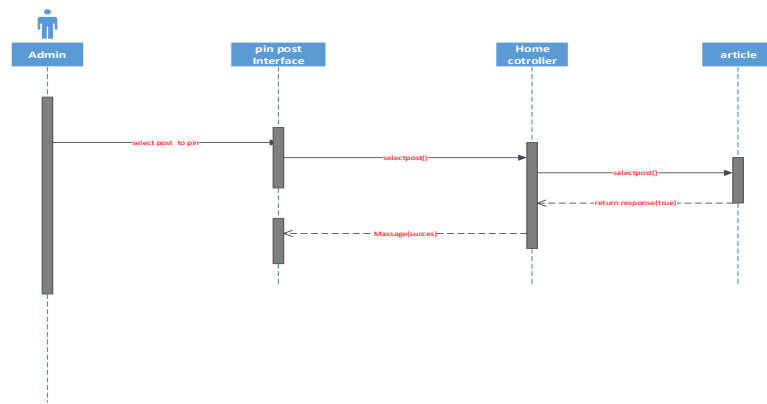 Admin
pin post
Interface
Home
cotroller
article
select post to pin
selectpost()
selectpost()
return response(true)
Massage(succes)